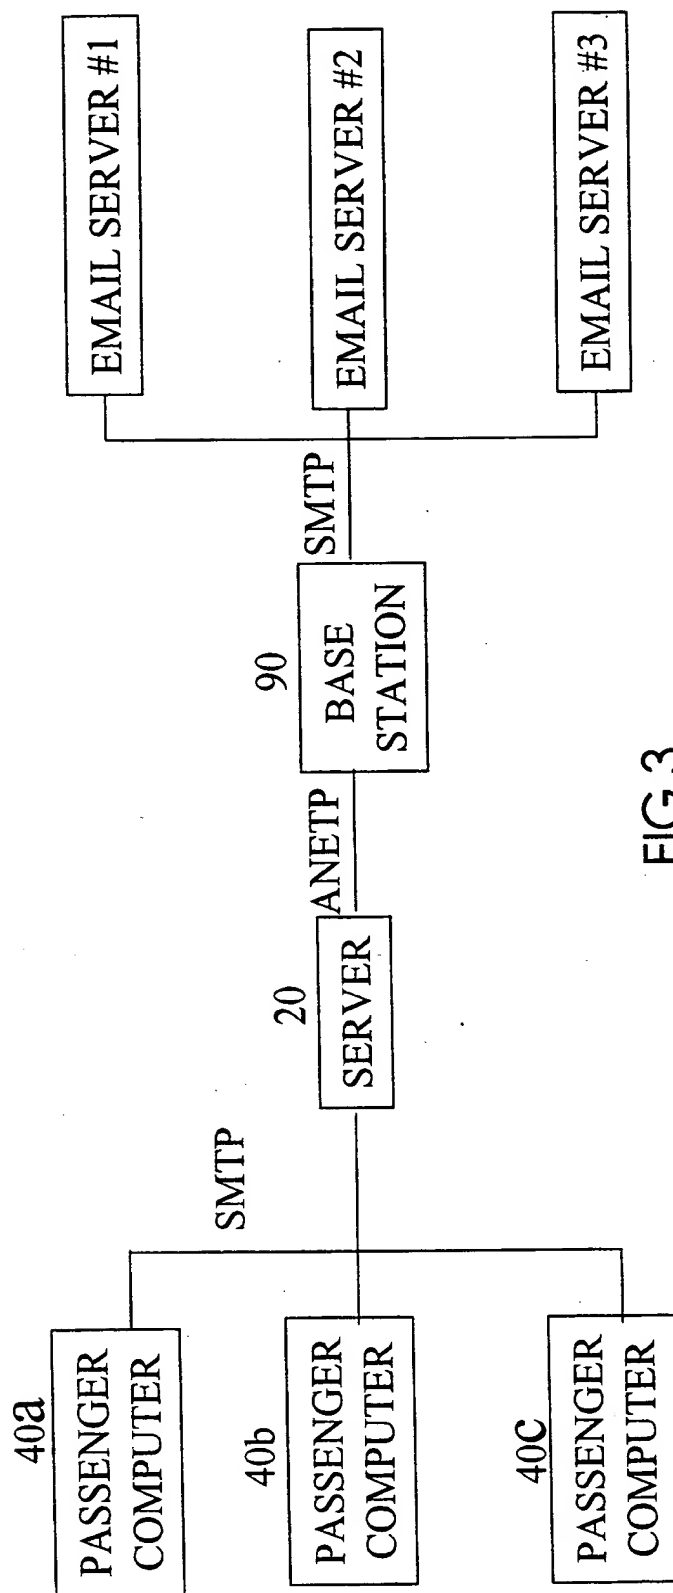 40a
PASSENGER
COMPUTER
40b
PASSENGER
COMPUTER
40c
PASSENGER
COMPUTER
SMTP
20
SERVER
ANETP
90
BASE
STATION
SMTP
EMAIL SERVER #1
EMAIL SERVER #2
EMAIL SERVER #3
FIG.3